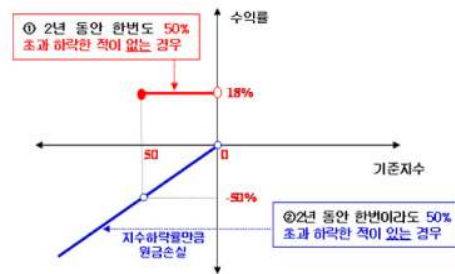 수익률
① 2년 동안 한번도 50%
초과 하락한 적이 없는 경우
50
0
기준지수
-50%
지수하락률만큼
원금손실
②2년 동안 한번이라도 50%
초과 하락한 적이 있는 경우